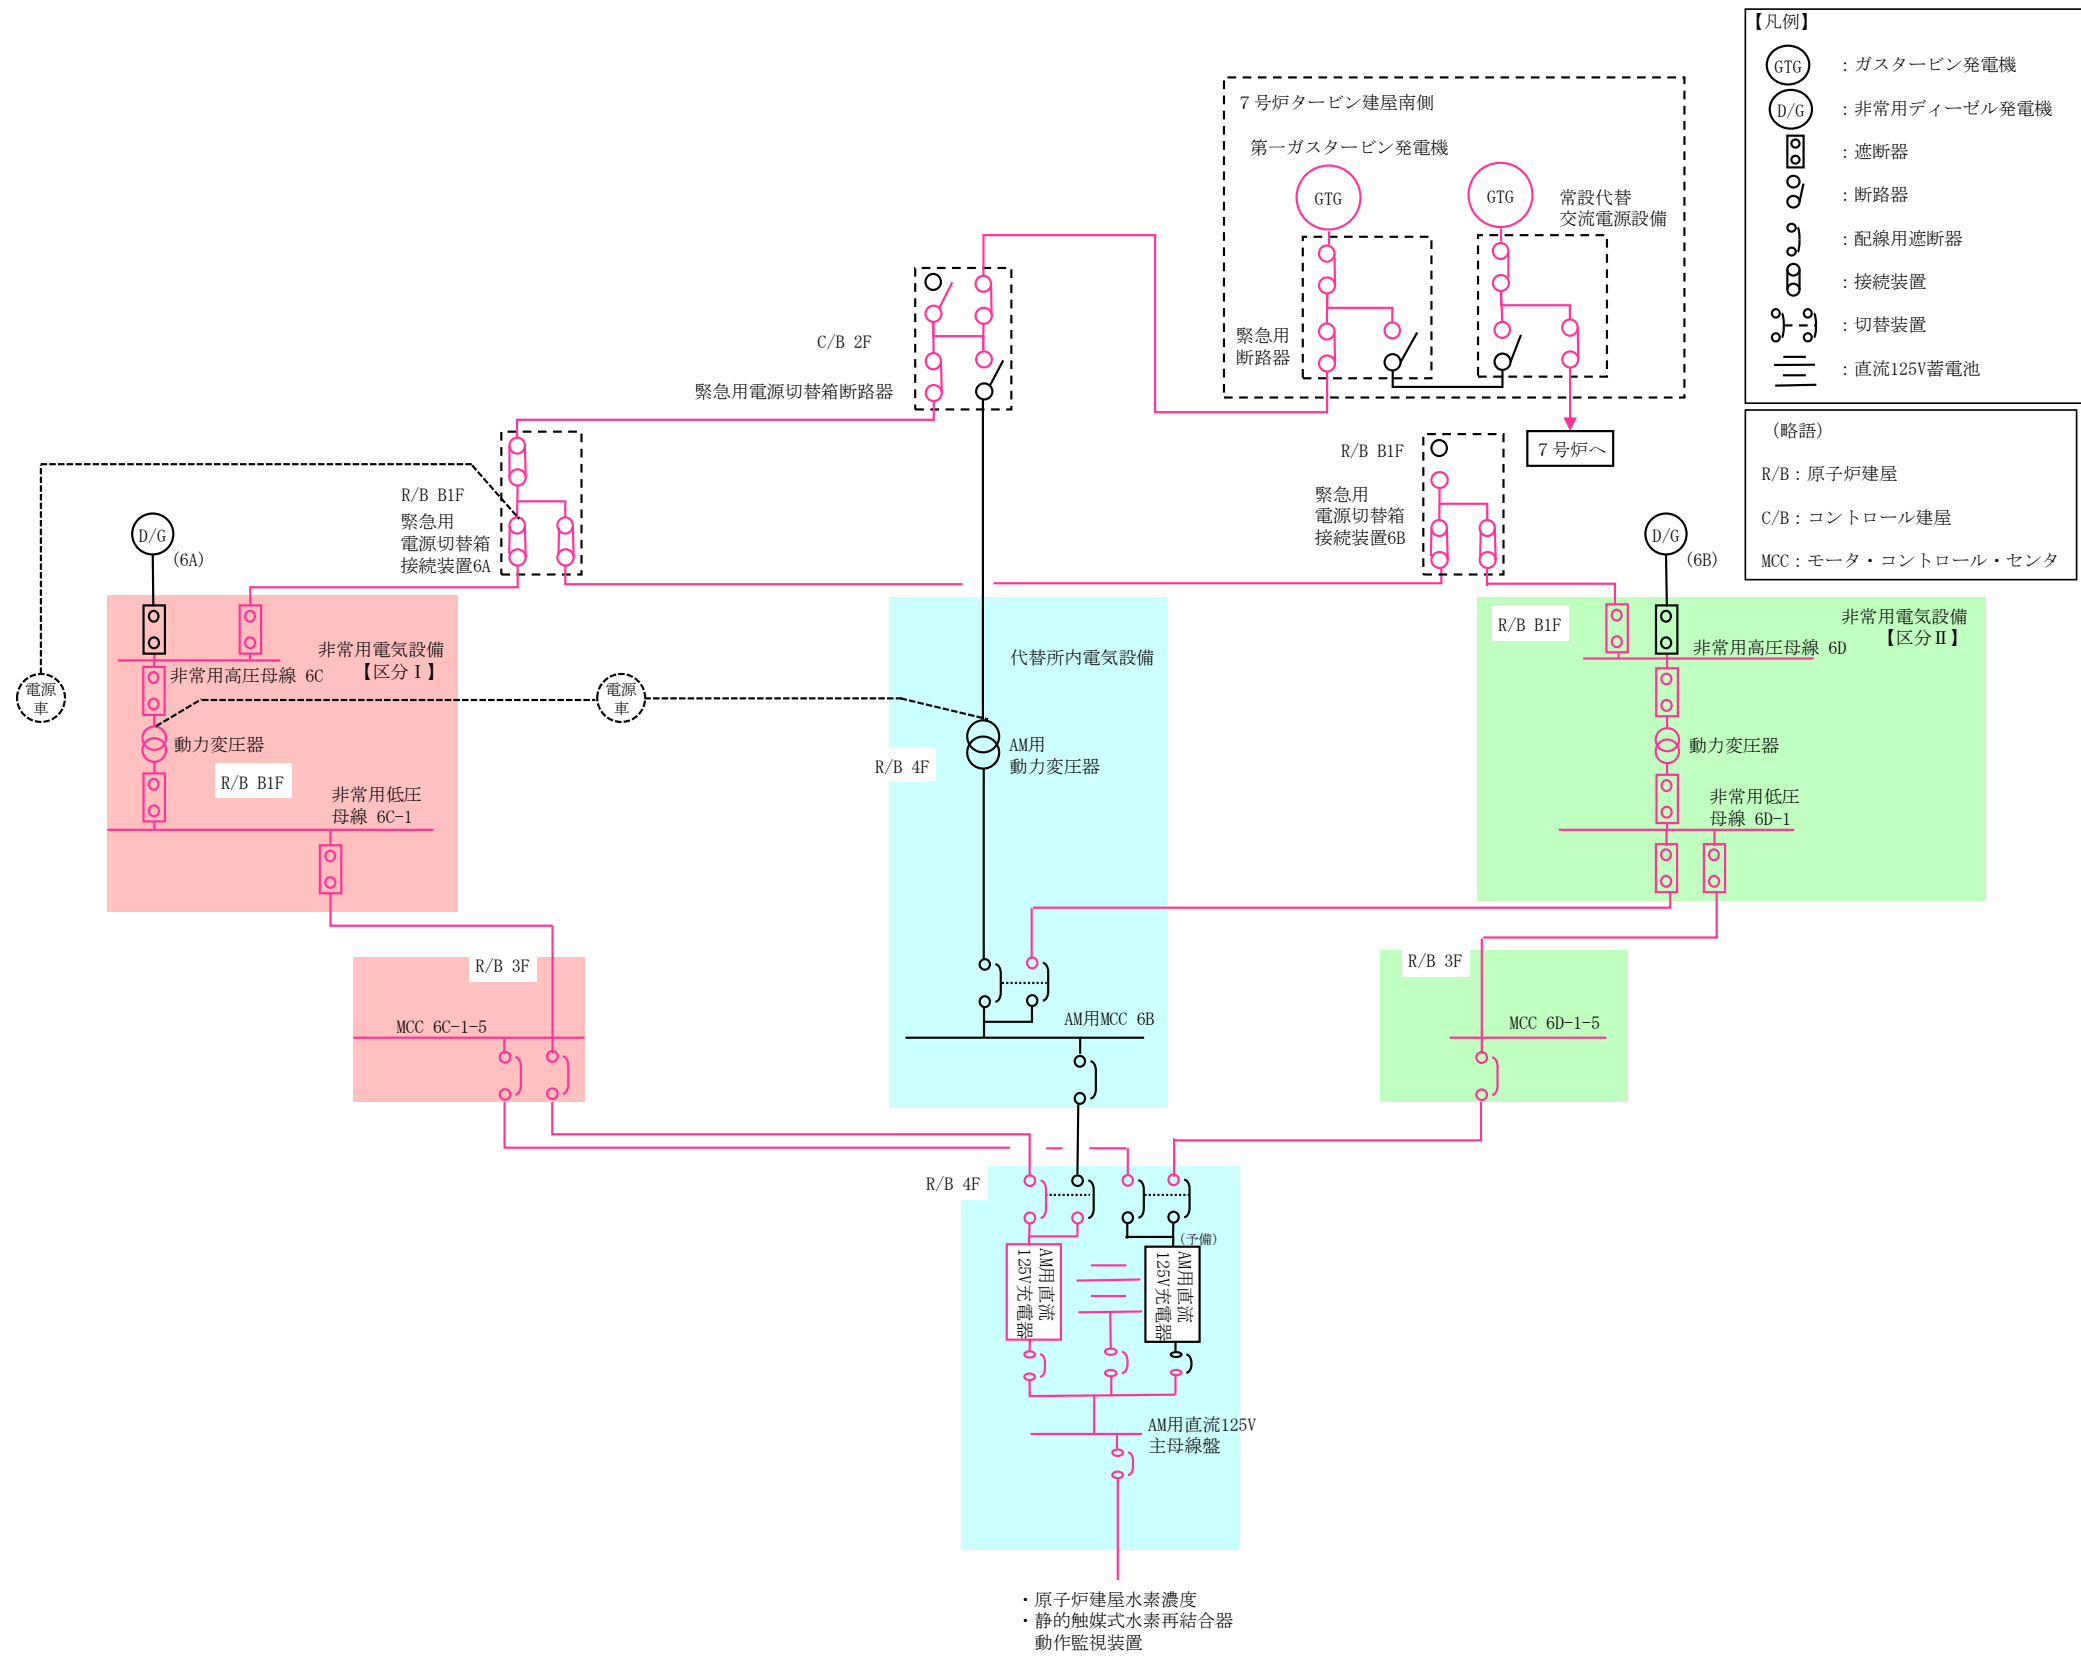 【凡例】
GTG
：ガスタービン発電機
D/G
：非常用ディーゼル発電機
：遮断器
：断路器
：配線用遮断器
：接続装置
：切替装置
：直流125V蓄電池
（略語）
R/B：原子炉建屋
C/B：コントロール建屋
MCC：モータ・コントロール・センタ
７号炉タービン建屋南側
第一ガスタービン発電機
GTG
GTG
常設代替
交流電源設備
緊急用
断路器
C/B 2F
緊急用電源切替箱断路器
７号炉へ
R/B B1F
緊急用
電源切替箱
接続装置6A
R/B B1F
緊急用
電源切替箱
接続装置6B
D/G
(6A)
D/G
(6B)
非常用電気設備
【区分Ⅰ】
非常用高圧母線 6C
動力変圧器
R/B B1F
非常用低圧
母線 6C-1
電源
車
電源
車
代替所内電気設備
AM用
動力変圧器
R/B 4F
R/B B1F
非常用電気設備
【区分Ⅱ】
非常用高圧母線 6D
動力変圧器
非常用低圧
母線 6D-1
R/B 3F
MCC 6C-1-5
AM用MCC 6B
R/B 3F
MCC 6D-1-5
R/B 4F
(予備)
AM用直流
125V充電器
AM用直流
125V充電器
AM用直流125V
主母線盤
・原子炉建屋水素濃度
・静的触媒式水素再結合器
動作監視装置